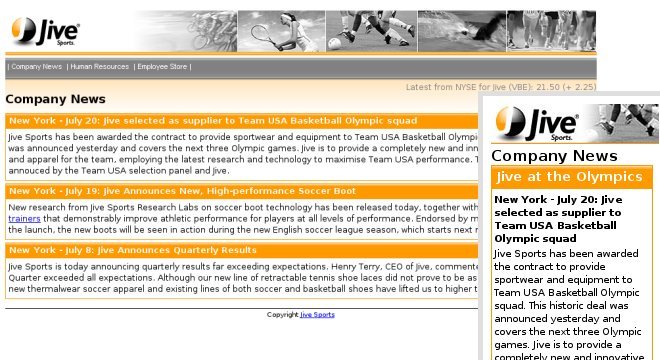 Jive
Sports.
| Company News | Human Resources | Employee Store |
Latest from NYSE for Jive (VBE): 21.50 (+ 2.25)
Company News
New York - July 20: Jive selected as supplier to Team USA Basketball Olympic squad
Jive Sports has been awarded the contract to provide sportwear and equipment to Team USA Basketball Olympi
was announced yesterday and covers the next three Olympic games. Jive is to provide a completely new and inn
and apparel for the team, employing the latest research and technology to maximise Team USA performance. T
annouced by the Team USA selection panel and Jive.
New York - July 19: Jive Announces New, High-performance Soccer Boot
New research from Jive Sports Research Labs on soccer boot technology has been released today, together with
trainers that demonstrably improve athletic performance for players at all levels of performance. Endorsed by m
the launch, the new boots will be seen in action during the new English soccer league season, which starts next r
New York - July 8: Jive Announces Quarterly Results
Jive Sports is today announcing quarterly results far exceeding expectations. Henry Terry, CEO of Jive, commente
Quarter exceeded all expectations. Although our new line of retractable tennis shoe laces did not prove to be as
new thermalwear soccer apparel and existing lines of both soccer and basketball shoes have lifted us to higher t
Copyright Jive Sports
Jive
Sports.
Company News
Jive at the Olympics
New York - July 20: Jive
selected as supplier to
Team USA Basketball
Olympic squad
Jive Sports has been awarded
the contract to provide
sportwear and equipment to
Team USA Basketball Olympic
squad. This historic deal was
announced yesterday and
covers the next three Olympic
games. Jive is to provide a
completely new and innovative